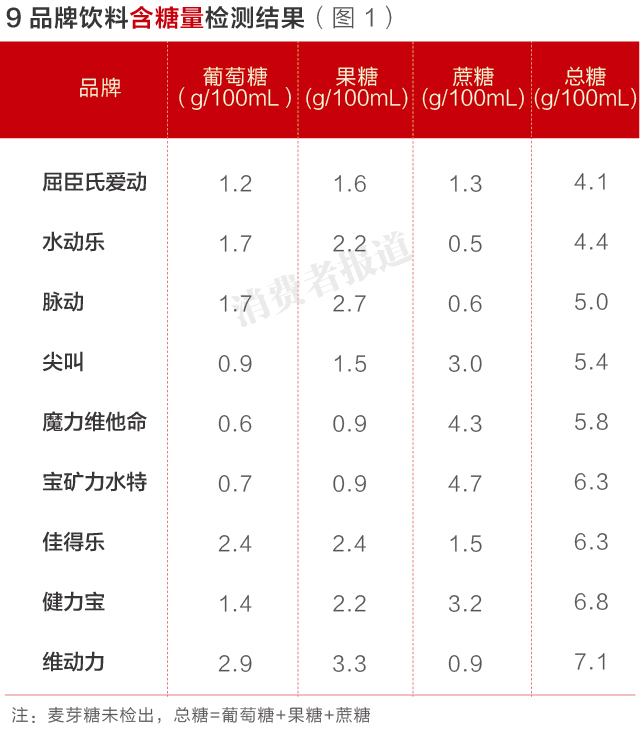 9品牌饮料含糖量检测结果(图1)
品牌 葡萄糖 果糖 蔗糖 总糖
(g/100mL) (g/100mL) (g/100mL) (g/100mL)
屈臣氏爱动 1.2 1.6 1.3 4.1
水动乐 1.7 2.2 0.5 4.4
脉动 1.7 2.7 0.6 5.0
尖叫 0.9 1.5 3.0 5.4
魔力维他命 0.6 0.9 4.3 5.8
宝矿力水特 0.7 0.9 4.7 6.3
佳得乐 2.4 2.4 1.5 6.3
健力宝 1.4 2.2 3.2 6.8
维动力 2.9 3.3 0.9 7.1
注：麦芽糖未检出，总糖=葡萄糖+果糖+蔗糖
消费者报道